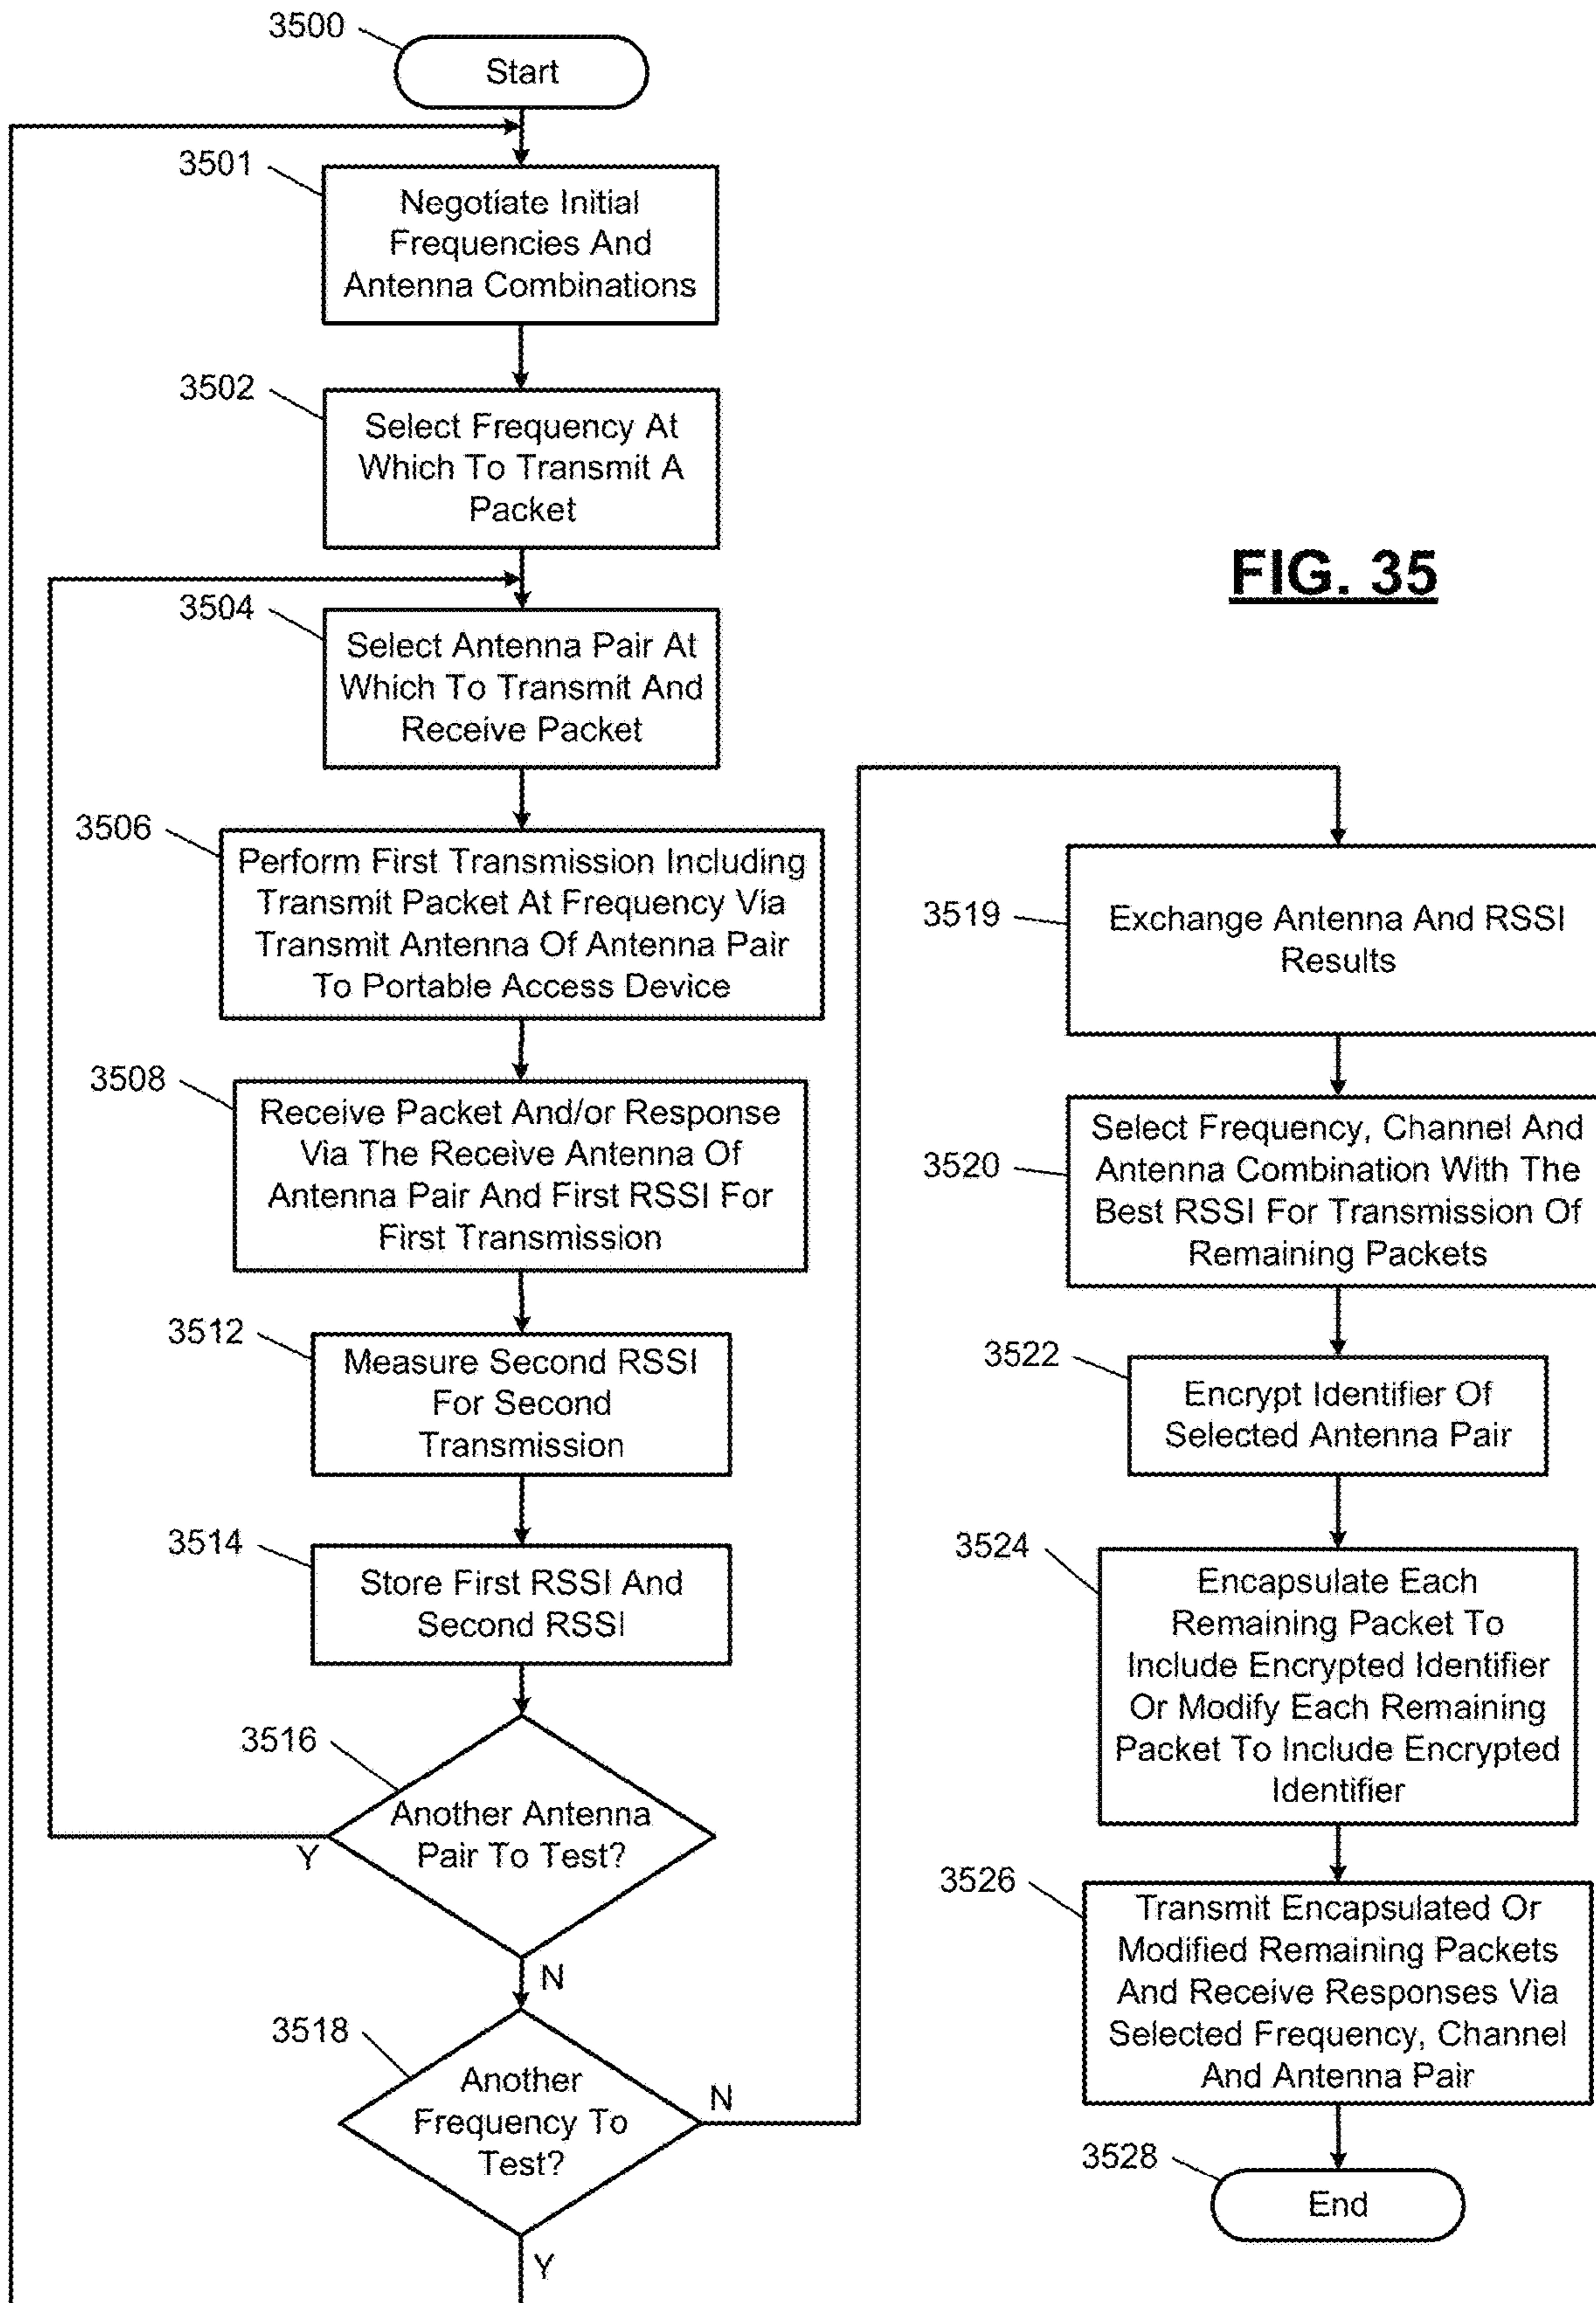 3500
Start
3501
Negotiate Initial
Frequencies And
Antenna Combinations
3502
Select Frequency At
Which To Transmit A
Packet
3504
Select Antenna Pair At
Which To Transmit And
Receive Packet
3506
Perform First Transmission Including
Transmit Packet At Frequency Via
Transmit Antenna Of Antenna Pair
To Portable Access Device
3508
Receive Packet And/or Response
Via The Receive Antenna Of
Antenna Pair And First RSSI For
First Transmission
3512
Measure Second RSSI
For Second
Transmission
3514
Store First RSSI And
Second RSSI
3516
Another Antenna
Pair To Test?
Y
N
3518
Another
Frequency To
Test?
N
Y
FIG. 35
3519
Exchange Antenna And RSSI
Results
3520
Select Frequency, Channel And
Antenna Combination With The
Best RSSI For Transmission Of
Remaining Packets
3522
Encrypt Identifier Of
Selected Antenna Pair
3524
Encapsulate Each
Remaining Packet To
Include Encrypted Identifier
Or Modify Each Remaining
Packet To Include Encrypted
Identifier
3526
Transmit Encapsulated Or
Modified Remaining Packets
And Receive Responses Via
Selected Frequency, Channel
And Antenna Pair
3528
End